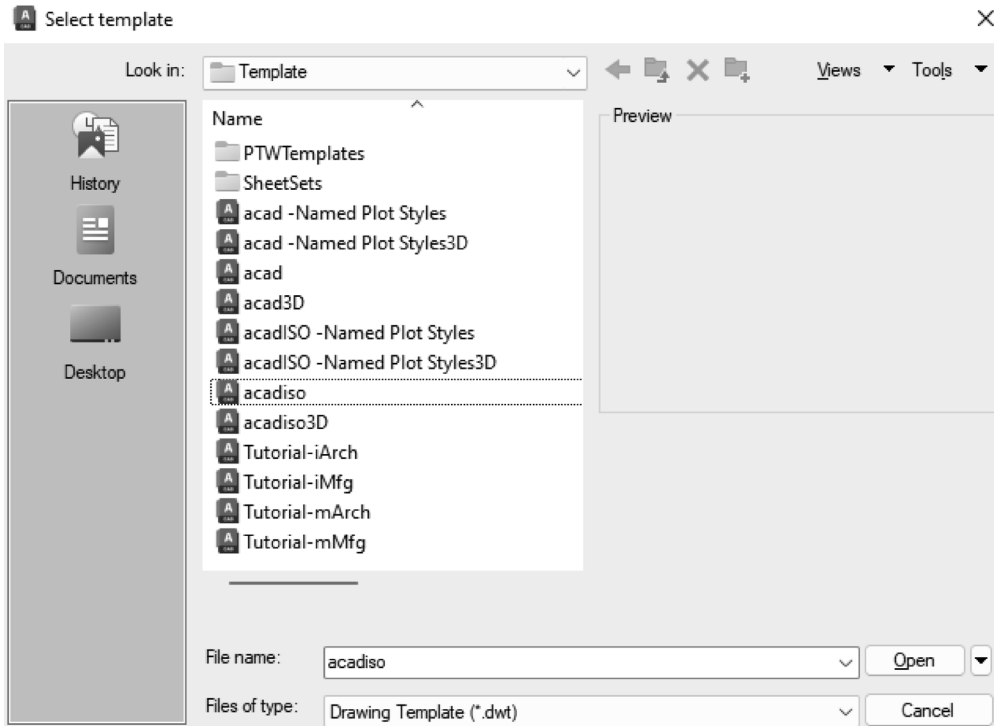 Select template
Look in: Template Views Tools
Name
Preview
PTWTemplates
SheetSets
acad -Named Plot Styles
acad -Named Plot Styles3D
acad
acad3D
acadISO -Named Plot Styles
acadISO -Named Plot Styles3D
acadiso
acadiso3D
Tutorial-iArch
Tutorial-iMfg
Tutorial-mArch
Tutorial-mMfg
History
Documents
Desktop
File name: acadiso Open
Files of type: Drawing Template (*.dwt) Cancel